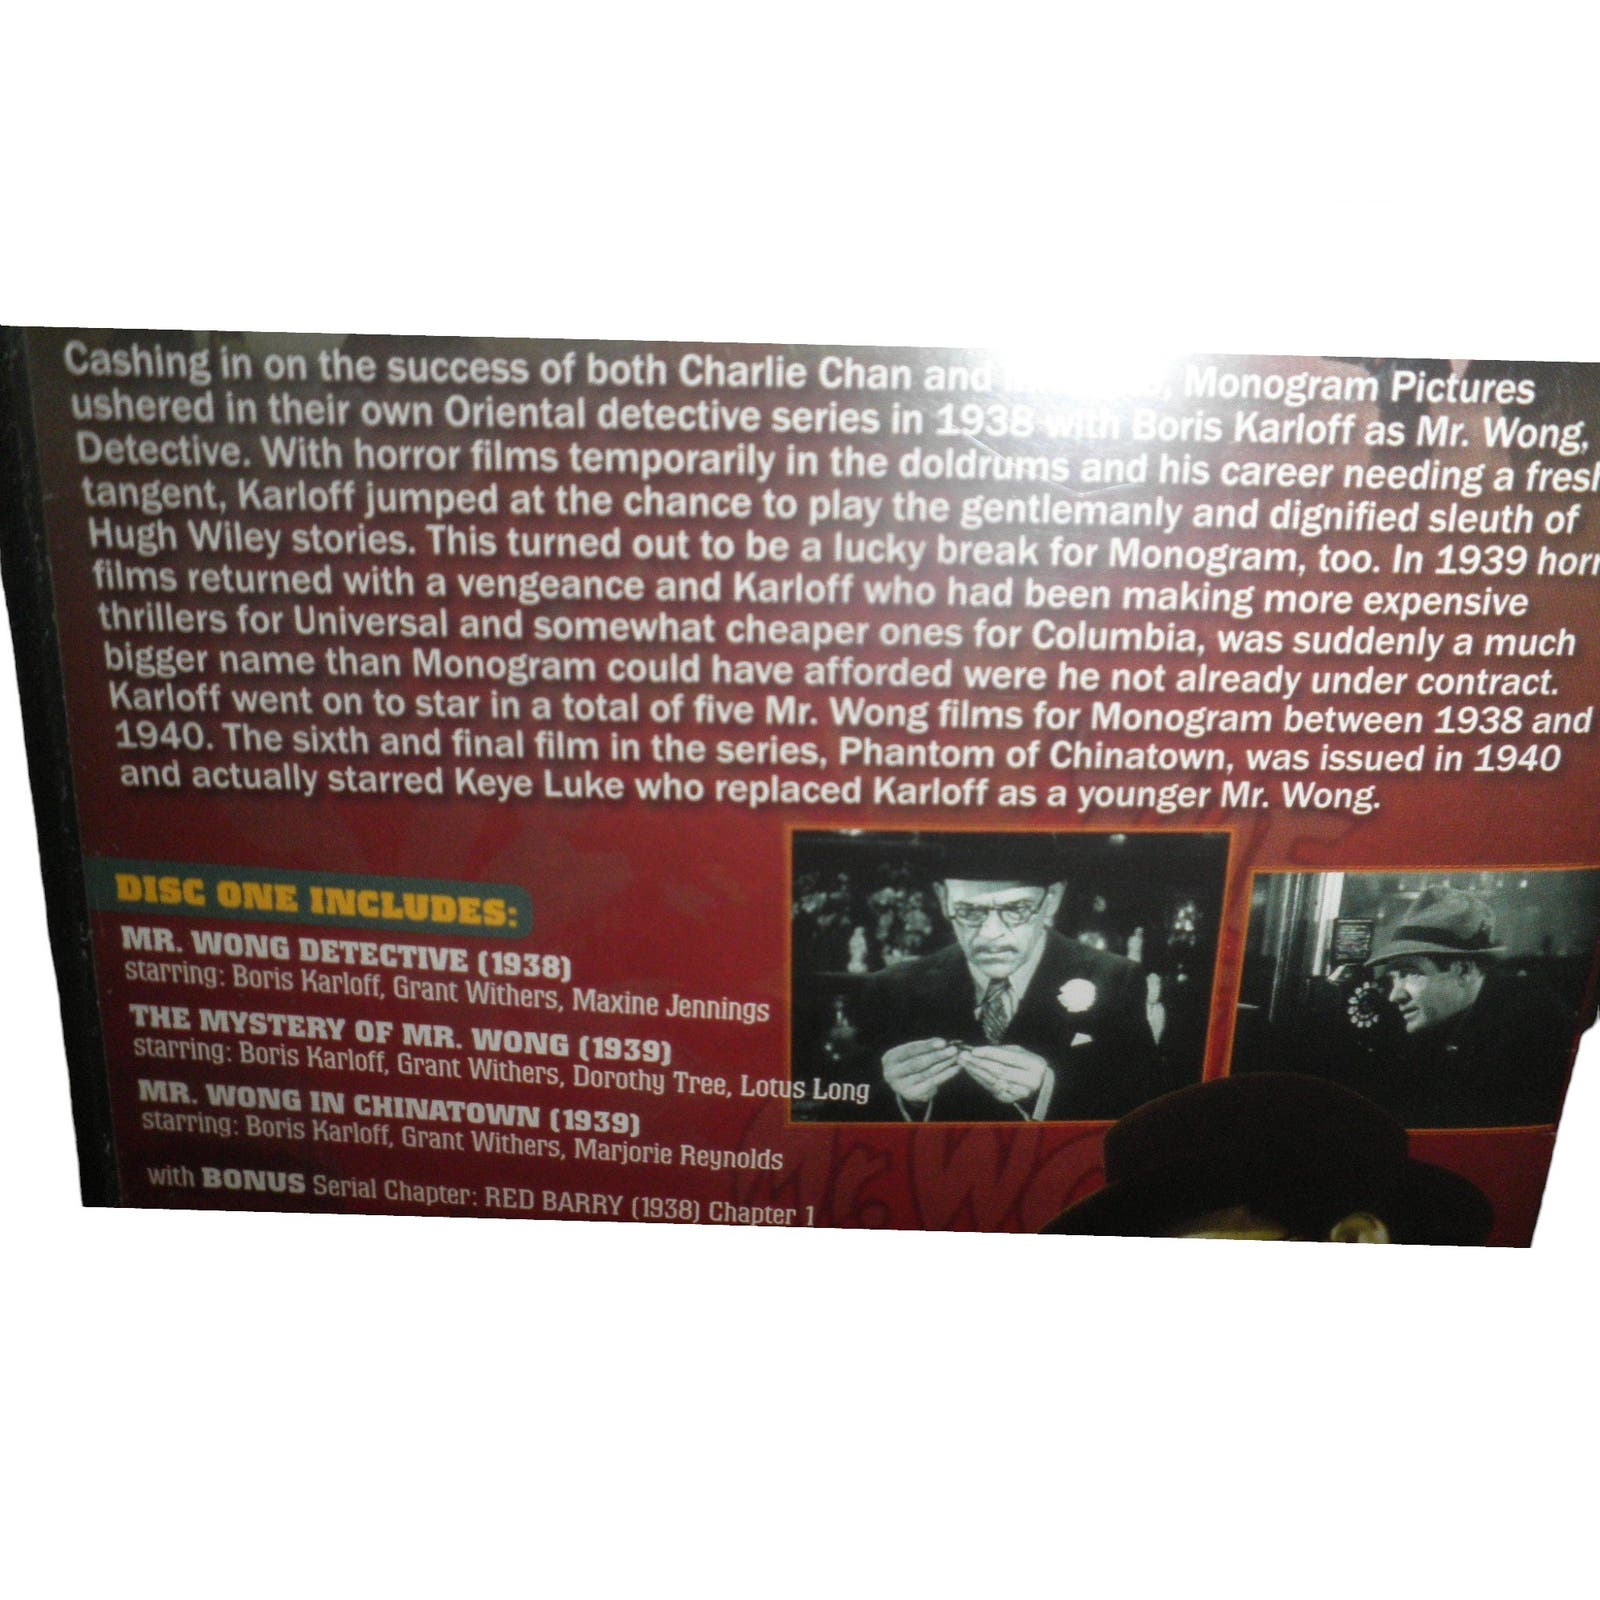 Cashing in on the success of both Charlie Chan and Monogram Pictures
ushered in their own Oriental detective series in 1938 with Boris Karloff as Mr. Wong,
Detective. With horror films temporarily in the doldrums and his career needing a fresh
tangent, Karloff jumped at the chance to play the gentlemanly and dignified sleuth of
Hugh Wiley stories. This turned out to be a lucky break for Monogram, too. In 1939 horr
films returned with a vengeance and Karloff who had been making more expensive
thrillers for Universal and somewhat cheaper ones for Columbia, was suddenly a much
bigger name than Monogram could have afforded were he not already under contract.
Karloff went on to star in a total of five Mr. Wong films for Monogram between 1938 and
1940. The sixth and final film in the series, Phantom of Chinatown, was issued in 1940
and actually starred Keye Luke who replaced Karloff as a younger Mr. Wong.
DISC ONE INCLUDES:
MR. WONG DETECTIVE (1938)
starring: Boris Karloff, Grant Withers, Maxine Jennings
THE MYSTERY OF MR. WONG (1939)
starring: Boris Karloff, Grant Withers, Dorothy Tree, Lotus Long
MR. WONG IN CHINATOWN (1939)
starring: Boris Karloff, Grant Withers, Marjorie Reynolds
with BONUS Serial Chapter: RED BARRY (1938) Chapter 1